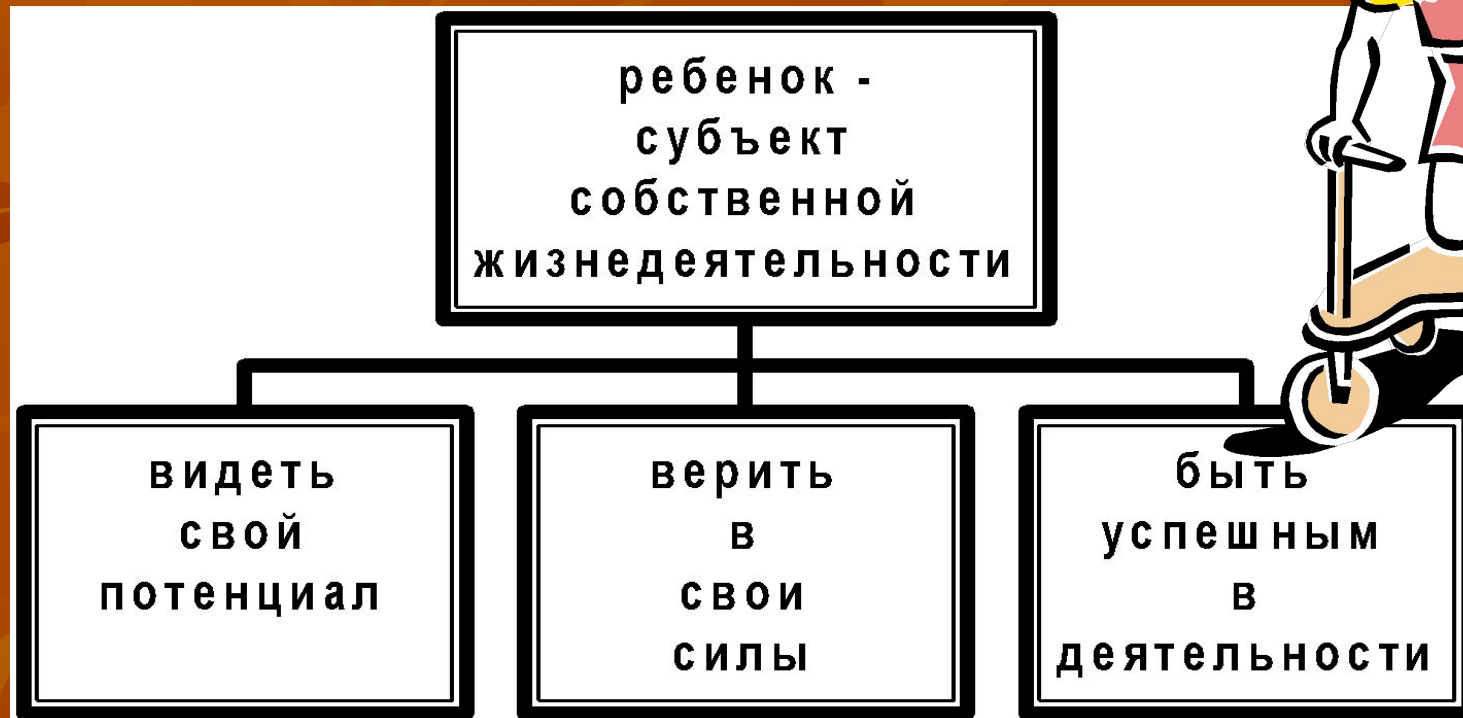 ребенок -
субъект
собственной
жизнедеятельности
видеть
свой
потенциал
верить
в
свои
силы
быть
успешным
в
деятельности